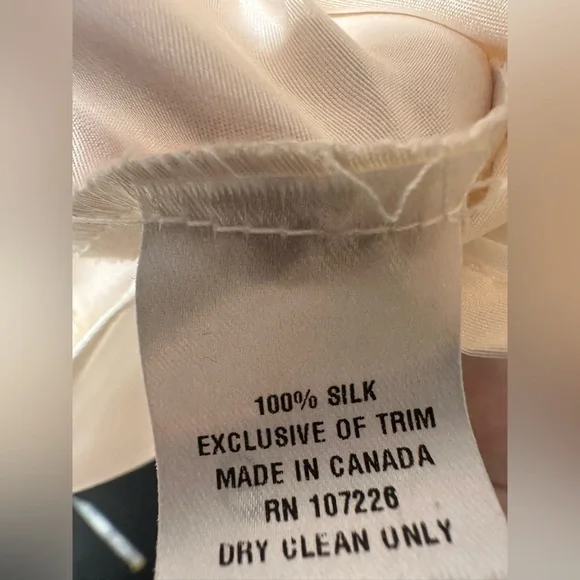 100% SILK
EXCLUSIVE OF TRIM
MADE IN CANADA
RN 107226
DRY CLEAN ONLY